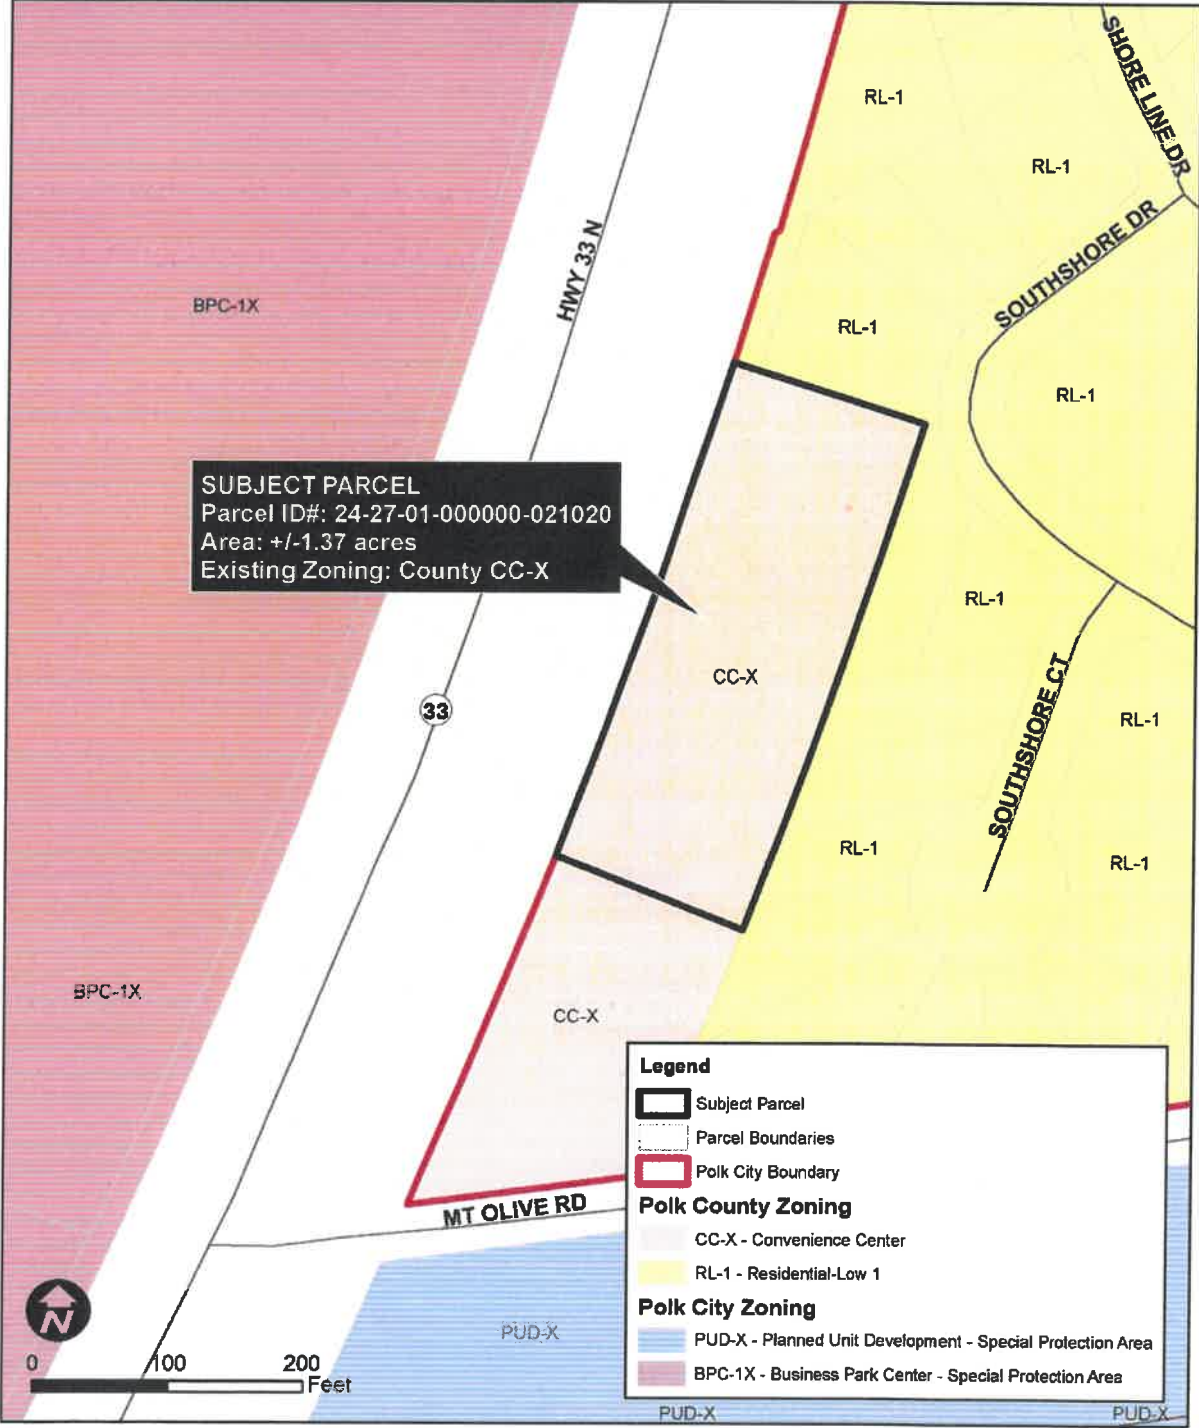 SHORE LINE DR
RL-1
RL-1
SOUTHSHORE DR
HWY 33 N
BPC-1X
RL-1
RL-1
SUBJECT PARCEL
Parcel ID#: 24-27-01-000000-021020
Area: +/-1.37 acres
Existing Zoning: County CC-X
RL-1
CC-X
33
SOUTHSHORE CT
RL-1
RL-1
RL-1
BPC-1X
CC-X
MT OLIVE RD
Legend
Subject Parcel
Parcel Boundaries
Polk City Boundary
Polk County Zoning
CC-X - Convenience Center
RL-1 - Residential-Low 1
Polk City Zoning
PUD-X - Planned Unit Development - Special Protection Area
BPC-1X - Business Park Center - Special Protection Area
N
PUD-X
0 100 200
Feet
PUD-X
PUD-X